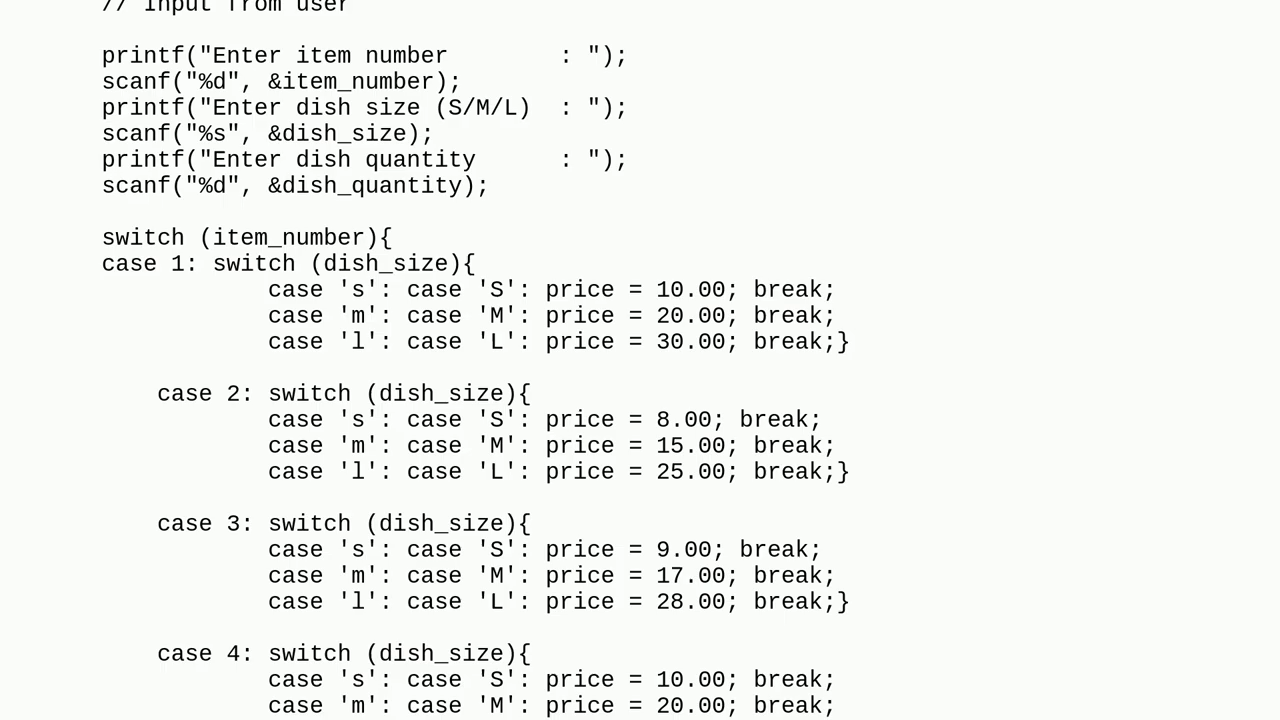 // Input from user
printf("Enter item number        : ");
scanf("%d", &item_number);
printf("Enter dish size (S/M/L)  : ");
scanf("%s", &dish_size);
printf("Enter dish quantity      : ");
scanf("%d", &dish_quantity);
switch (item_number){
case 1: switch (dish_size){
            case 's': case 'S': price = 10.00; break;
            case 'm': case 'M': price = 20.00; break;
            case 'l': case 'L': price = 30.00; break;}
    case 2: switch (dish_size){
            case 's': case 'S': price = 8.00; break;
            case 'm': case 'M': price = 15.00; break;
            case 'l': case 'L': price = 25.00; break;}
    case 3: switch (dish_size){
            case 's': case 'S': price = 9.00; break;
            case 'm': case 'M': price = 17.00; break;
            case 'l': case 'L': price = 28.00; break;}
    case 4: switch (dish_size){
            case 's': case 'S': price = 10.00; break;
            case 'm': case 'M': price = 20.00; break;